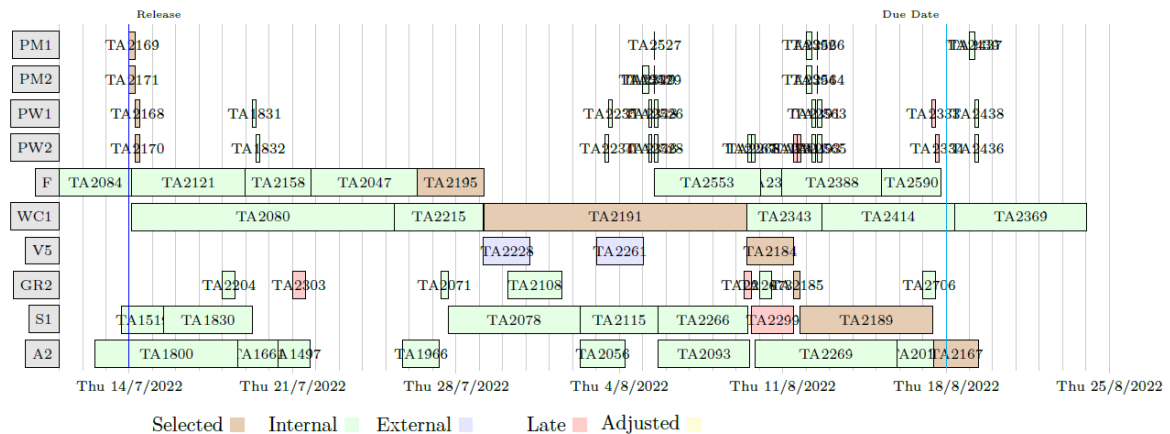 Release Due Date
PM1 TA2169 TA2527
PM2 TA2171
PW1 TA2168 TA1831 TA2438
PW2 TA2170 TA1832 TA2436
F TA2084 TA2121 TA2158 TA2047 TA2195 TA2553 TA2388 TA2590
WC1 TA2080 TA2215 TA2191 TA2343 TA2414 TA2369
V5 TA2228 TA2261 TA2184
GR2 TA2204 TA2303 TA2071 TA2108 TA2706
S1 TA1830 TA2078 TA2115 TA2266 TA2299 TA2189
A2 TA1800 TA1966 TA2056 TA2093 TA2269 TA2167
Thu 14/7/2022 Thu 21/7/2022 Thu 28/7/2022 Thu 4/8/2022 Thu 11/8/2022 Thu 18/8/2022 Thu 25/8/2022
Selected Internal External Late Adjusted